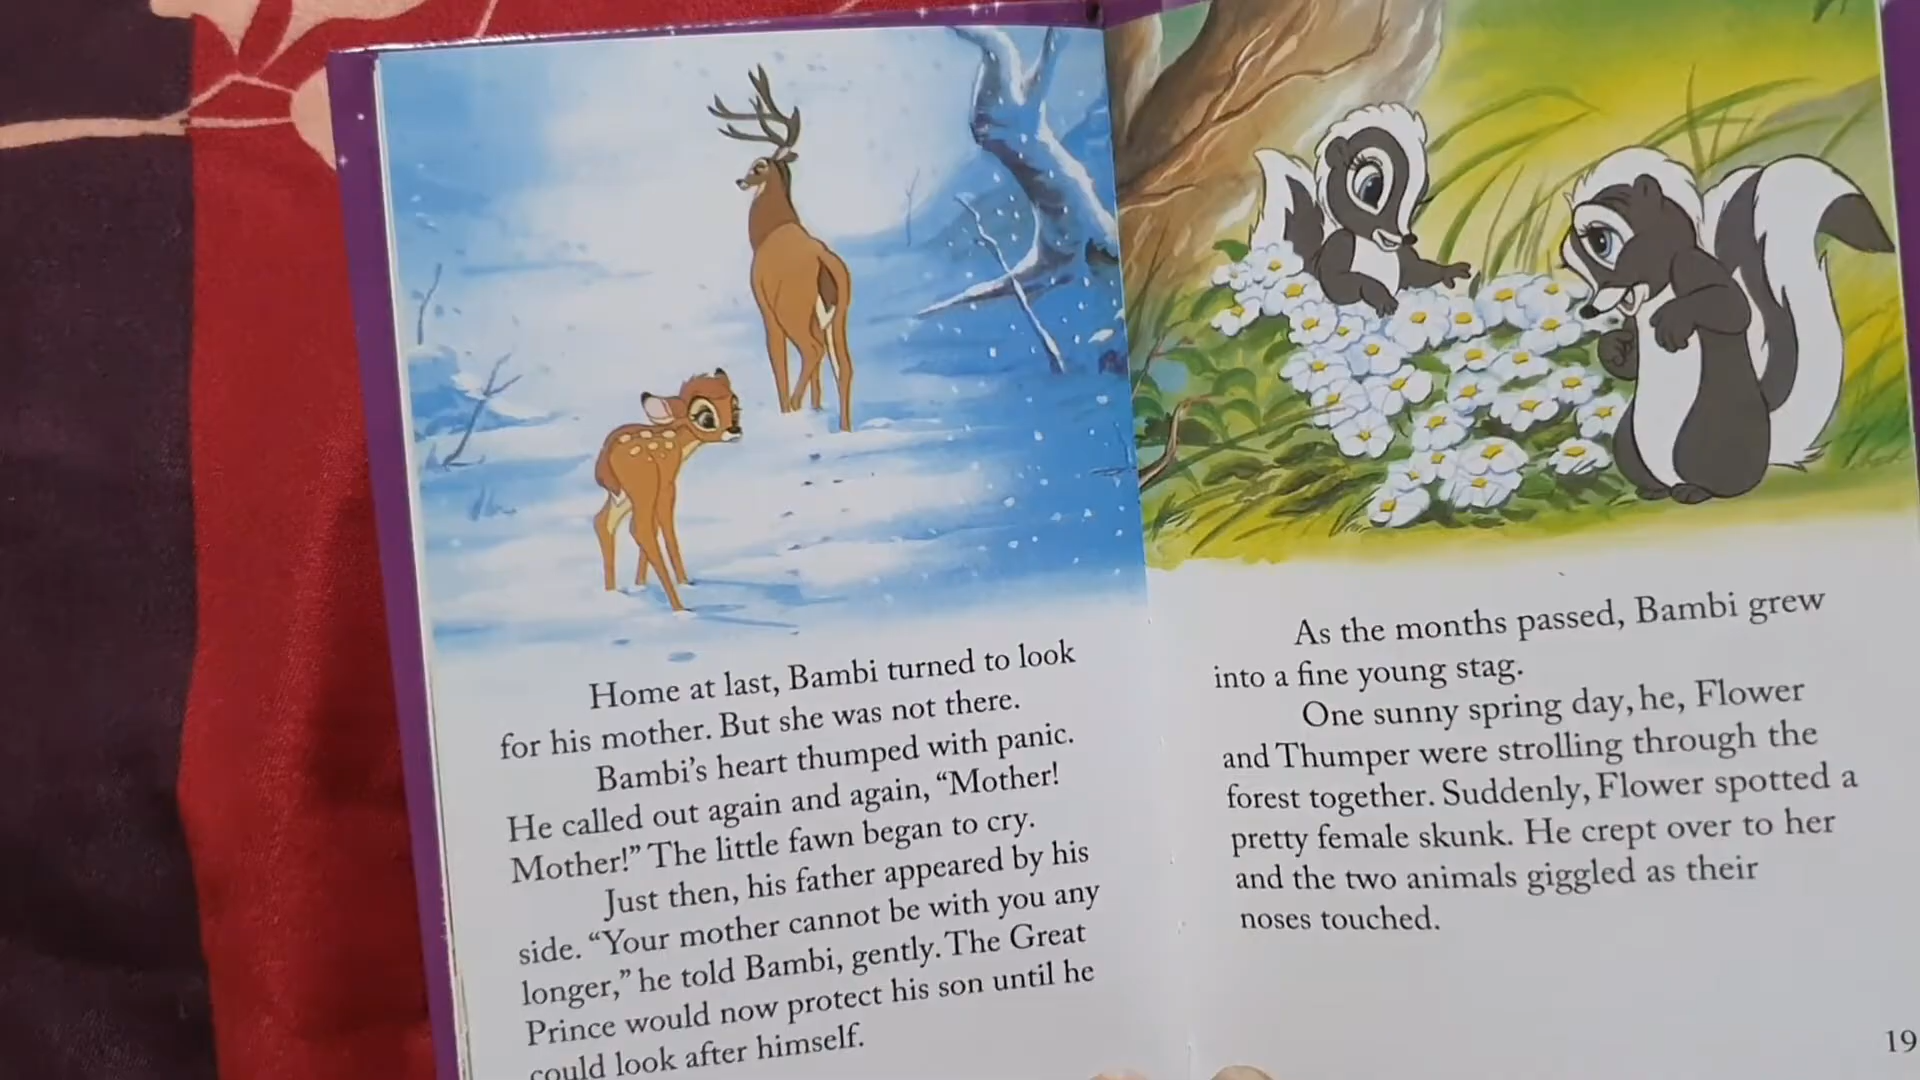 Home at last, Bambi turned to look
for his mother. But she was not there.
Bambi's heart thumped with panic.
He called out again and again, “Mother!
Mother!” The little fawn began to cry.
Just then, his father appeared by his
side. “Your mother cannot be with you any
longer,” he told Bambi, gently. The Great
Prince would now protect his son until he
could look after himself.
As the months passed, Bambi grew
into a fine young stag.
One sunny spring day, he, Flower
and Thumper were strolling through the
forest together. Suddenly, Flower spotted a
pretty female skunk. He crept over to her
and the two animals giggled as their
noses touched.
19